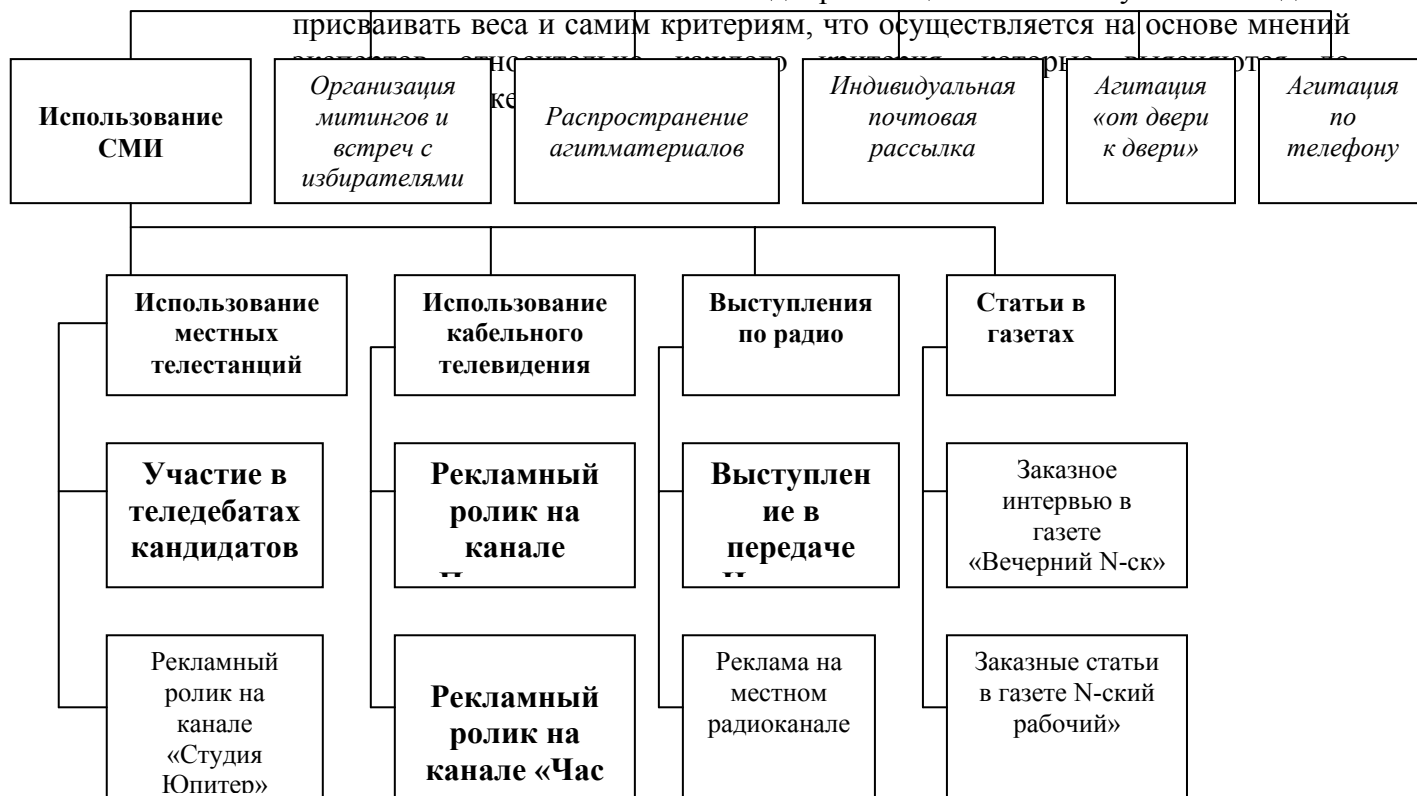 присваивать веса и самим критериям, что осуществляется на основе мнений
Использование
СМИ
Организация
митингов и
встреч с
избирателями
Распространение
агитматериалов
Индивидуальная
почтовая
рассылка
Агитация
«от двери
к двери»
Агитация
по
телефону
Использование
местных
телестанций
Использование
кабельного
телевидения
Выступления
по радио
Статьи в
газетах
Участие в
теледебатах
кандидатов
Рекламный
ролик на
канале
Выступлен
ие в
передаче
Заказное
интервью в
газете
«Вечерний N-ск»
Рекламный
ролик на
канале
«Студия
Юпитер»
Рекламный
ролик на
канале «Час
Реклама на
местном
радиоканале
Заказные статьи
в газете N-ский
рабочий»